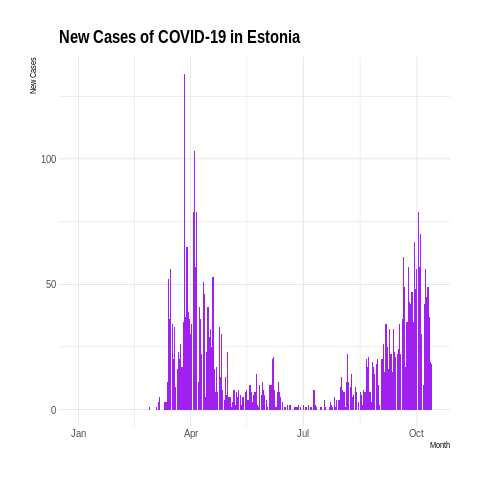 New Cases of COVID-19 in Estonia
New Cases
100
50
0
Jan Apr Jul Oct
Month